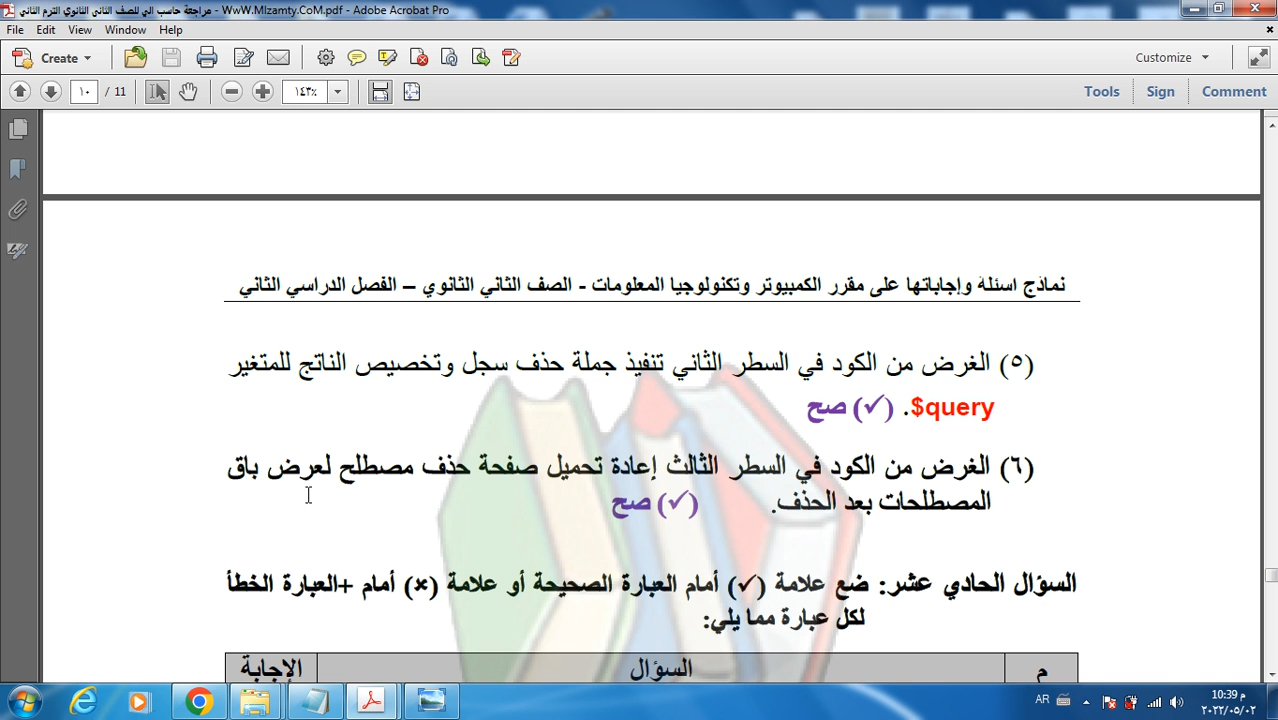 مراجعة حاسب الي للصف الثاني الثانوي الترم الثاني - WwW.Mlzamty.CoM.pdf - Adobe Acrobat Pro
File Edit View Window Help
Create Customize
١٠ / 11 ١٤٣٪ Tools Sign Comment
نماذج اسئلة وإجاباتها على مقرر الكمبيوتر وتكنولوجيا المعلومات - الصف الثاني الثانوي – الفصل الدراسي الثاني
(٥) الغرض من الكود في السطر الثاني تنفيذ جملة حذف سجل وتخصيص الناتج للمتغير
$query. (✓) صح
(٦) الغرض من الكود في السطر الثالث إعادة تحميل صفحة حذف مصطلح لعرض باق
المصطلحات بعد الحذف. (✓) صح
السؤال الحادي عشر: ضع علامة (✓) أمام العبارة الصحيحة أو علامة (×) أمام +العبارة الخطأ
لكل عبارة مما يلي:
م السؤال الإجابة
AR 10:39 م
٢٠٢٢/٠٥/٠٢